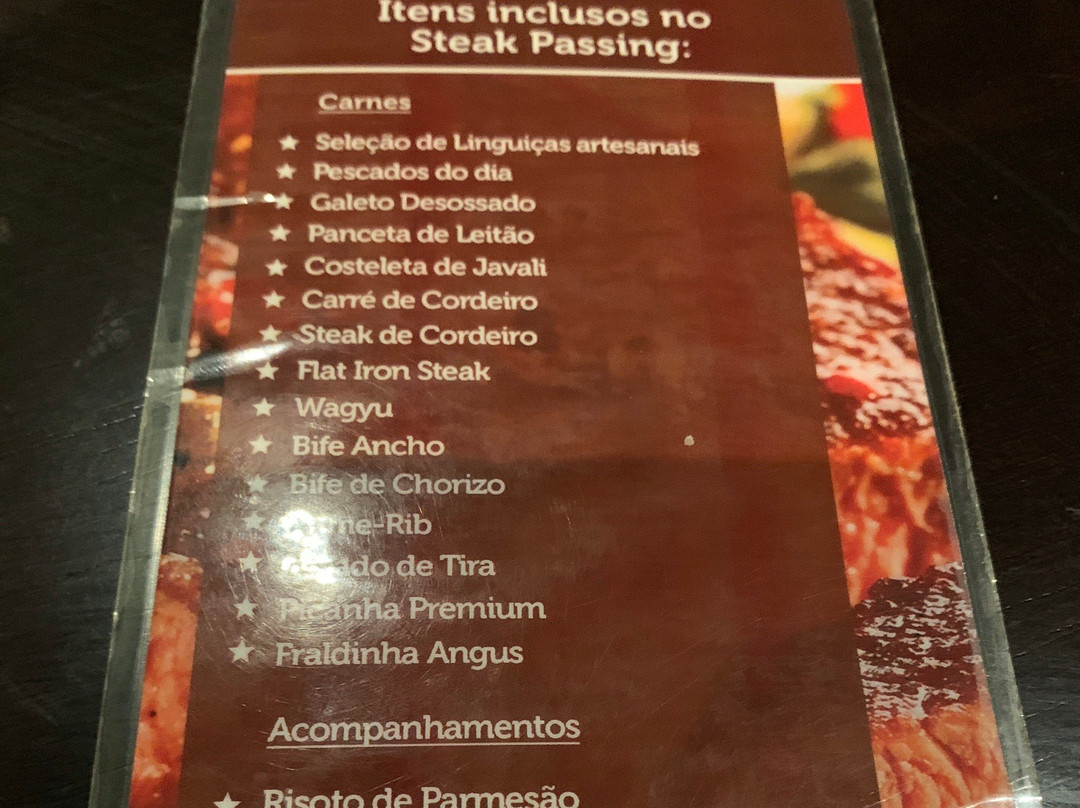 Itens inclusos no
Steak Passing:
Carnes
★ Seleção de Linguiças artesanais
★ Pescados do dia
★ Galeto Desossado
★ Panceta de Leitão
★ Costeleta de Javali
★ Carré de Cordeiro
★ Steak de Cordeiro
★ Flat Iron Steak
★ Wagyu
★ Bife Ancho
★ Bife de Chorizo
★
★ de Tira
★ Picanha Premium
★ Fraldinha Angus
Acompanhamentos
★ Risoto de Parmesão